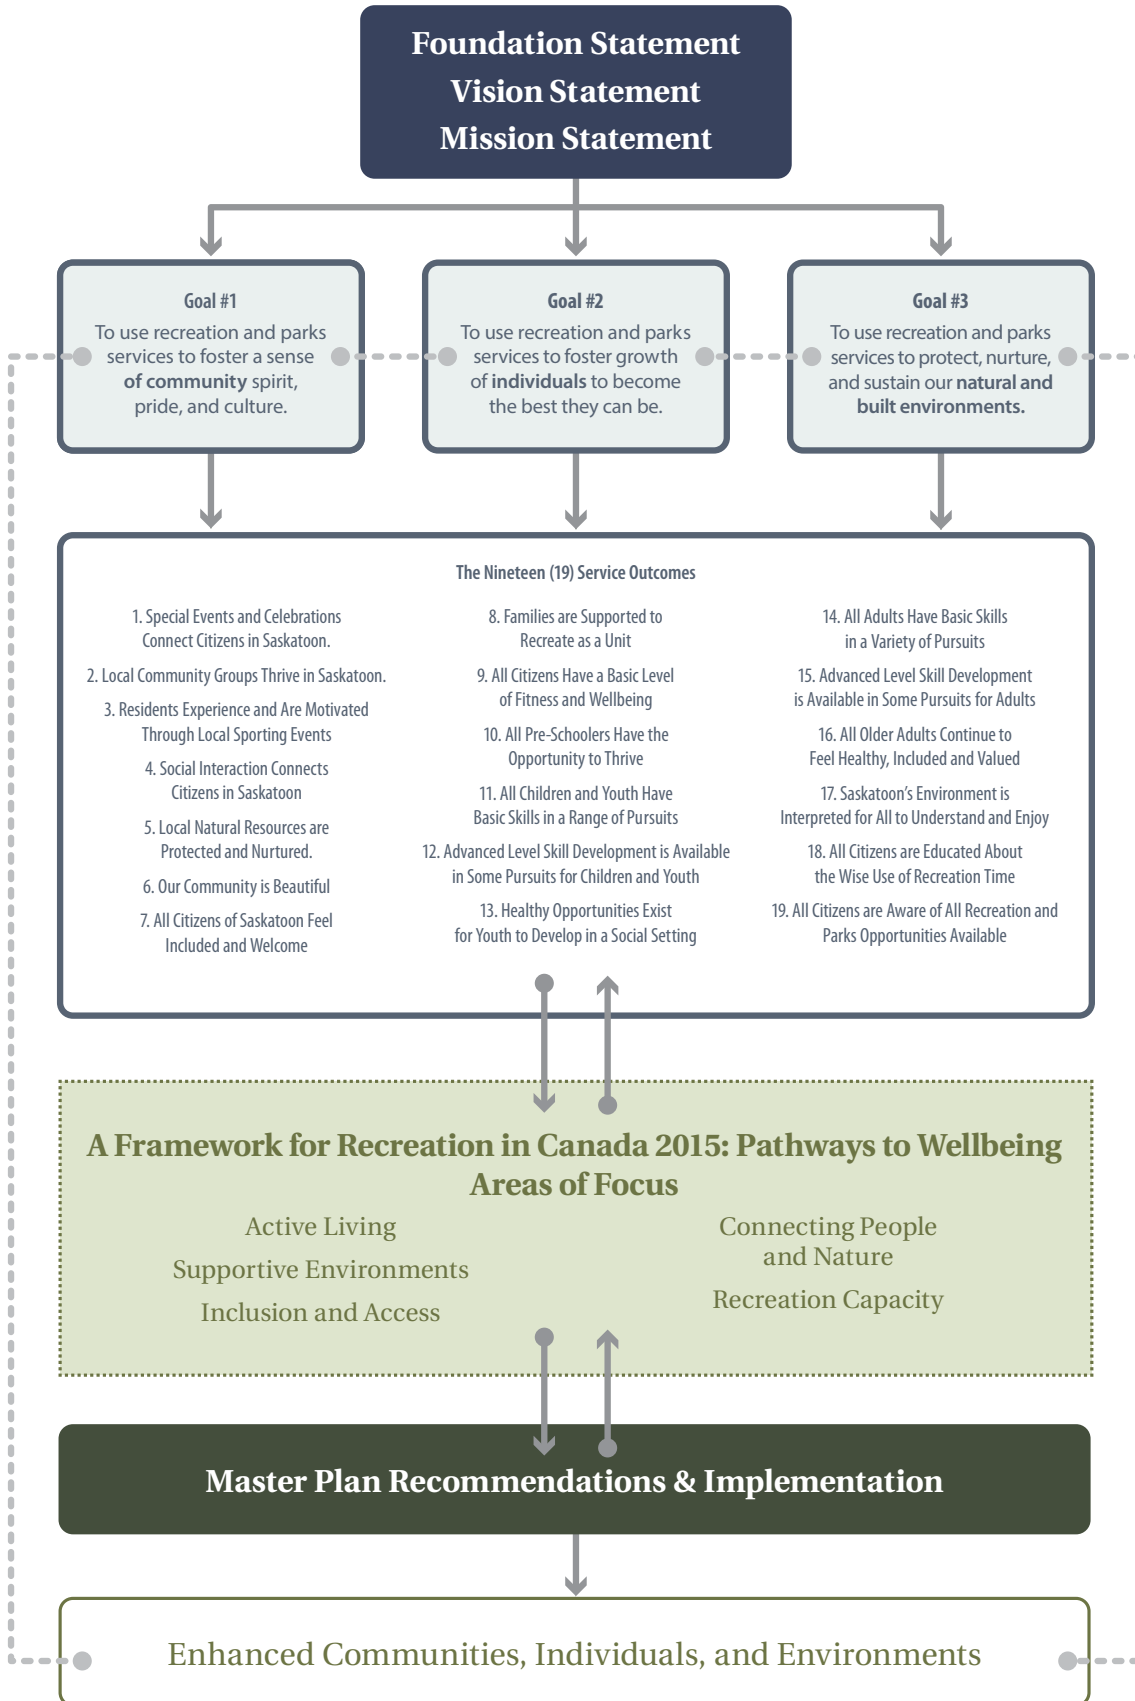 Foundation Statement
Vision Statement
Mission Statement
Goal #1
To use recreation and parks
services to foster a sense
of community spirit,
pride, and culture.
Goal #2
To use recreation and parks
services to foster growth
of individuals to become
the best they can be.
Goal #3
To use recreation and parks
services to protect, nurture,
and sustain our natural and
built environments.
The Nineteen (19) Service Outcomes
1. Special Events and Celebrations
Connect Citizens in Saskatoon.
2. Local Community Groups Thrive in Saskatoon.
3. Residents Experience and Are Motivated
Through Local Sporting Events
4. Social Interaction Connects
Citizens in Saskatoon
5. Local Natural Resources are
Protected and Nurtured.
6. Our Community is Beautiful
7. All Citizens of Saskatoon Feel
Included and Welcome
8. Families are Supported to
Recreate as a Unit
9. All Citizens Have a Basic Level
of Fitness and Wellbeing
10. All Pre-Schoolers Have the
Opportunity to Thrive
11. All Children and Youth Have
Basic Skills in a Range of Pursuits
12. Advanced Level Skill Development is Available
in Some Pursuits for Children and Youth
13. Healthy Opportunities Exist
for Youth to Develop in a Social Setting
14. All Adults Have Basic Skills
in a Variety of Pursuits
15. Advanced Level Skill Development
is Available in Some Pursuits for Adults
16. All Older Adults Continue to
Feel Healthy, Included and Valued
17. Saskatoon's Environment is
Interpreted for All to Understand and Enjoy
18. All Citizens are Educated About
the Wise Use of Recreation Time
19. All Citizens are Aware of All Recreation and
Parks Opportunities Available
A Framework for Recreation in Canada 2015: Pathways to Wellbeing
Areas of Focus
Active Living
Supportive Environments
Inclusion and Access
Connecting People
and Nature
Recreation Capacity
Master Plan Recommendations & Implementation
Enhanced Communities, Individuals, and Environments